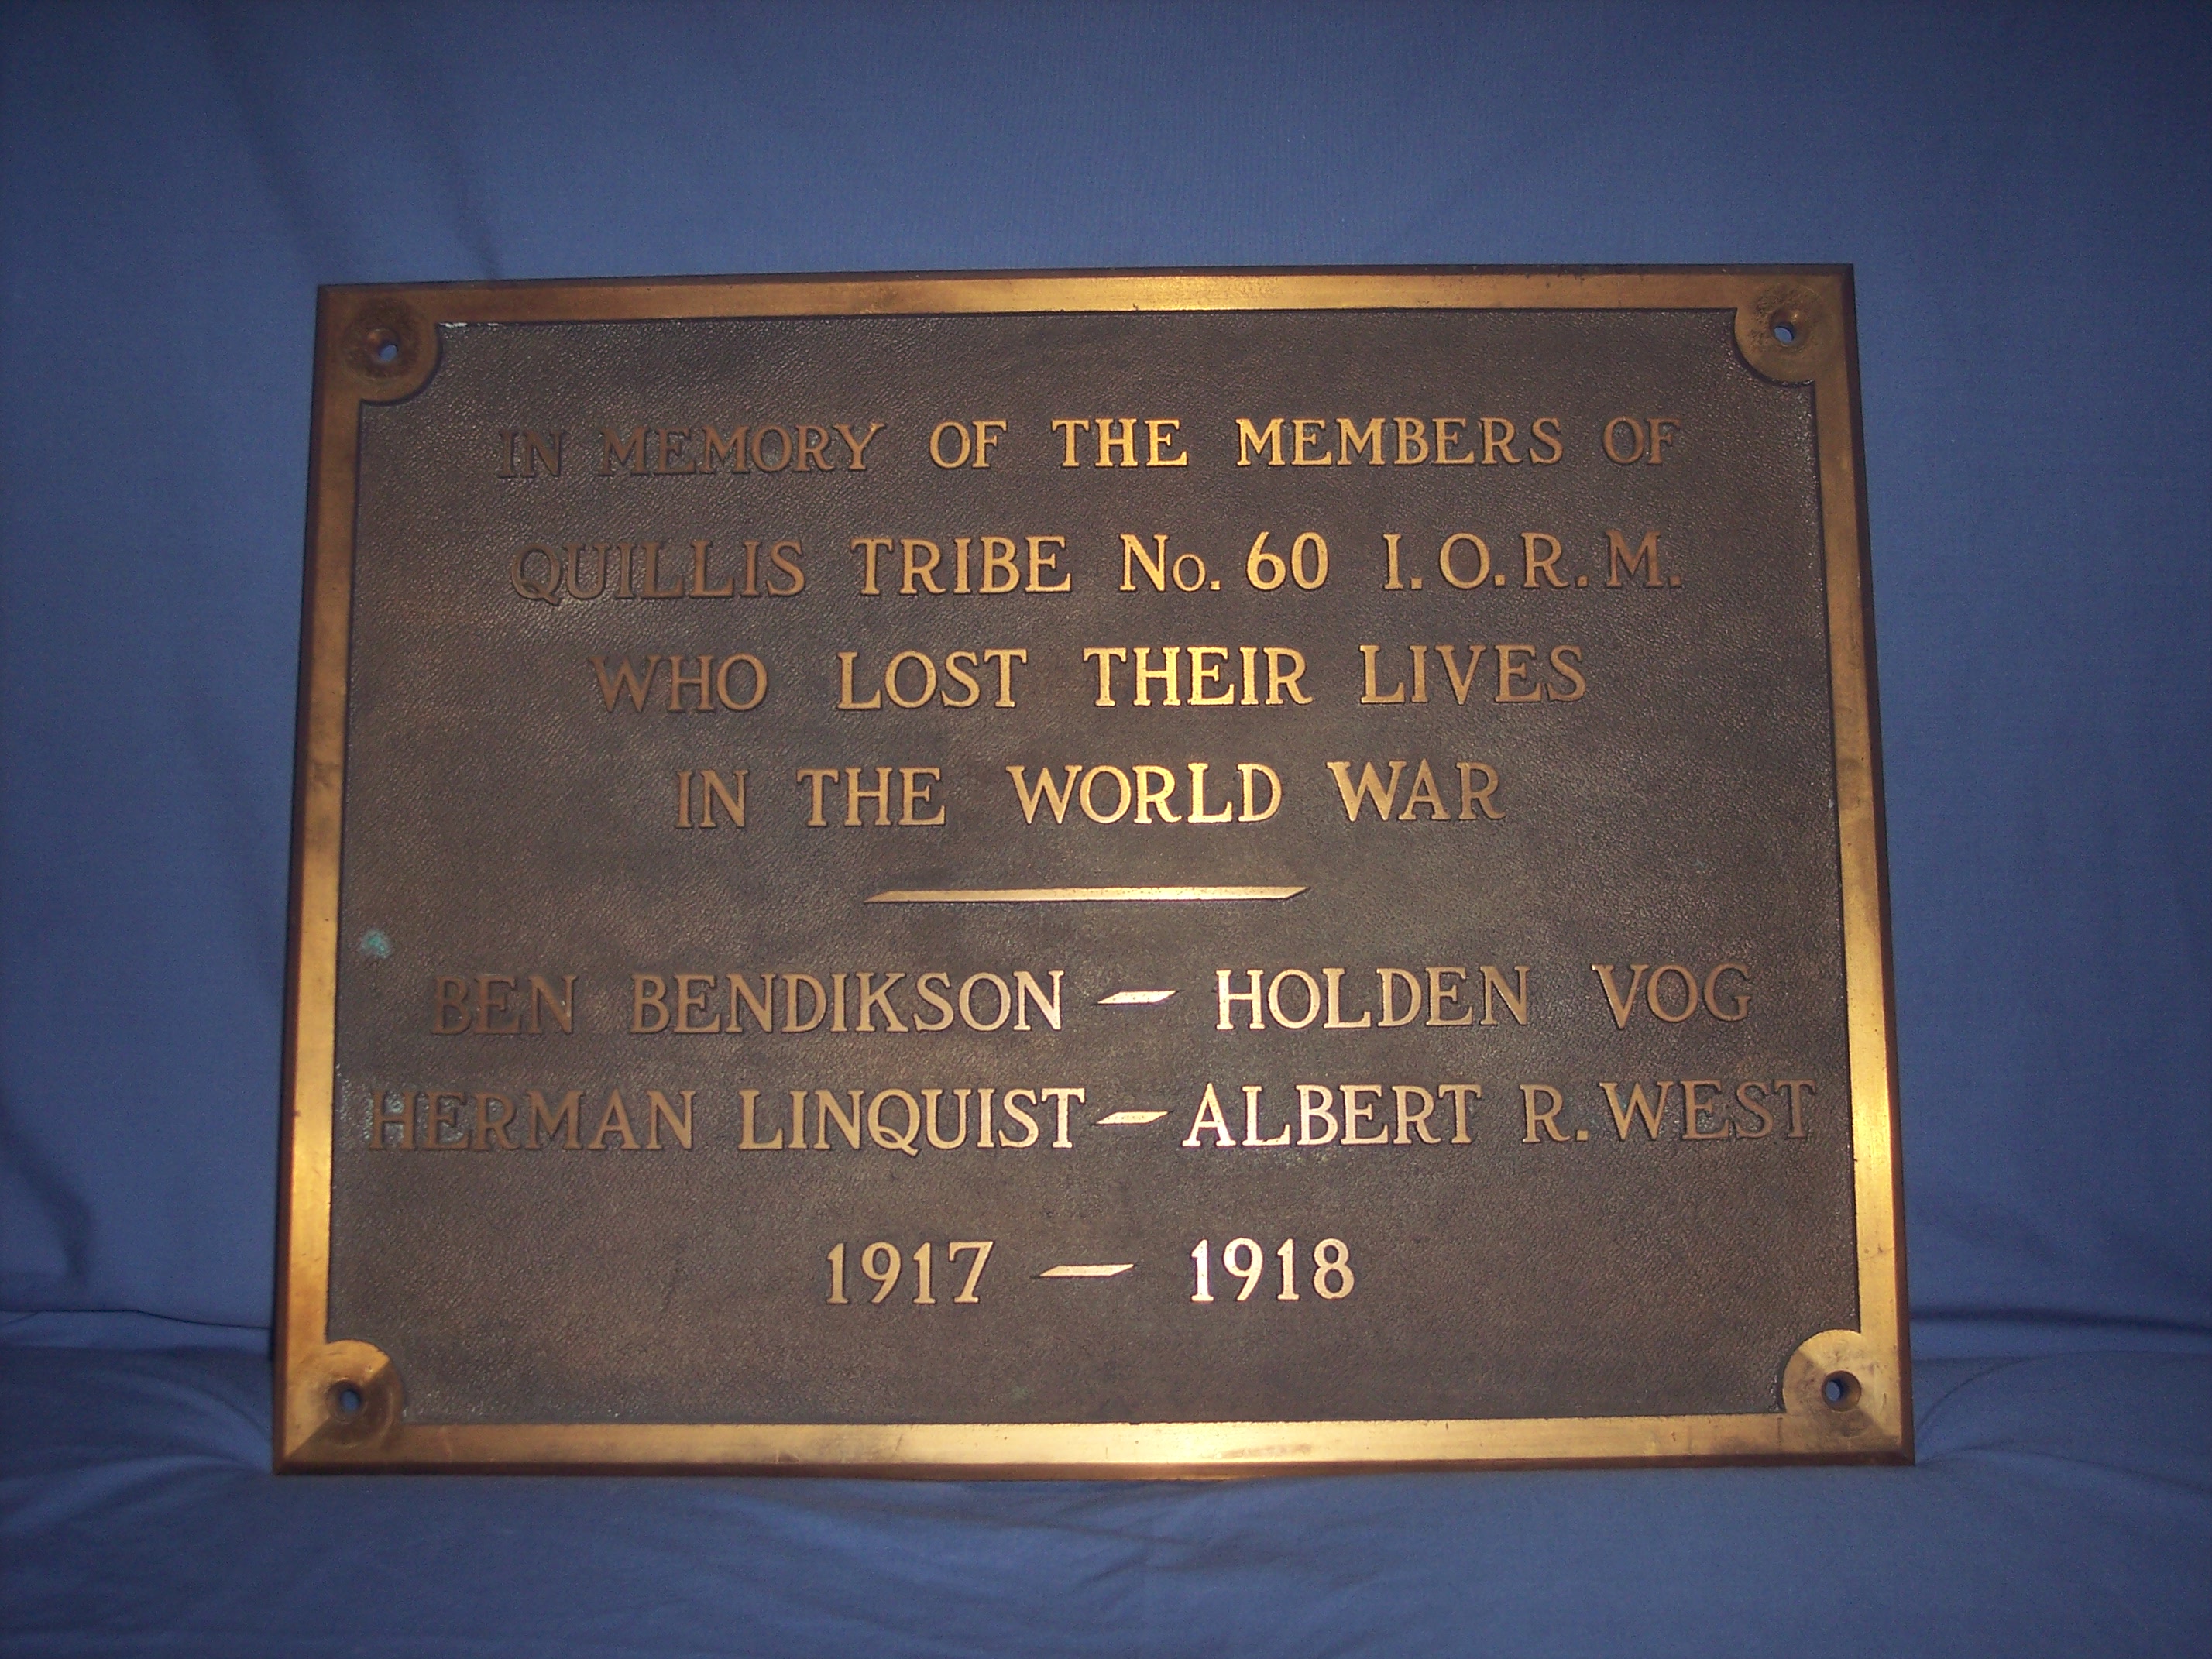 IN MEMORY OF THE MEMBERS OF
QUILLIS TRIBE No. 60 I.O.R.M.
WHO LOST THEIR LIVES
IN THE WORLD WAR
BEN BENDIKSON — HOLDEN VOG
HERMAN LINQUIST — ALBERT R. WEST
1917 — 1918